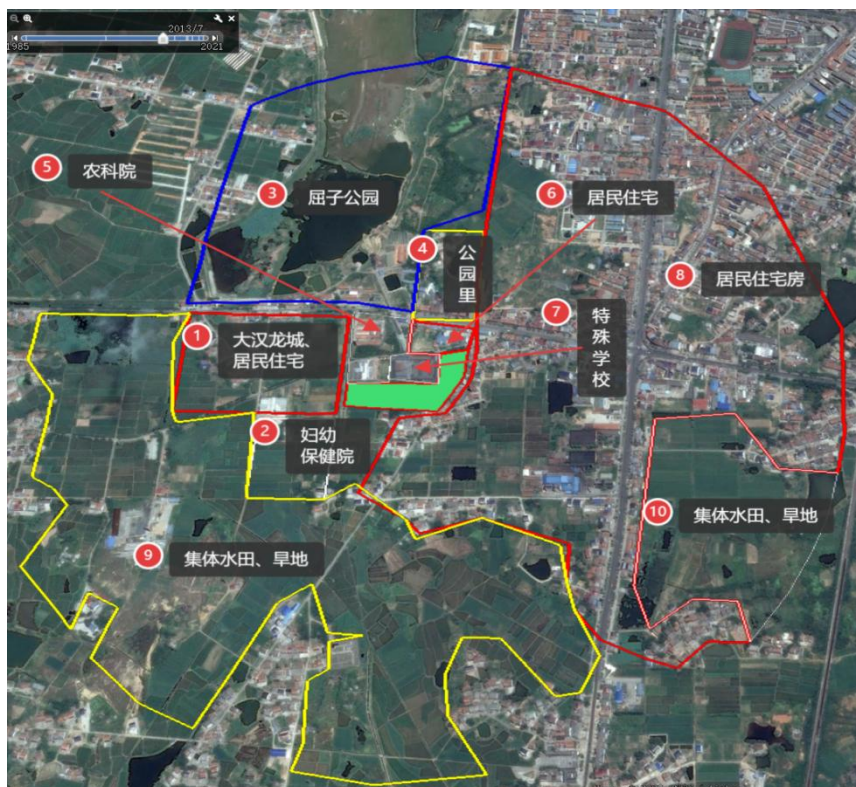 2013/7
1985
2021
5
农科院
3
屈子公园
6
居民住宅
4
公
园
里
8
居民住宅房
7
特
殊
学
校
1
大汉龙城、
居民住宅
2
妇幼
保健院
10
集体水田、旱地
9
集体水田、旱地